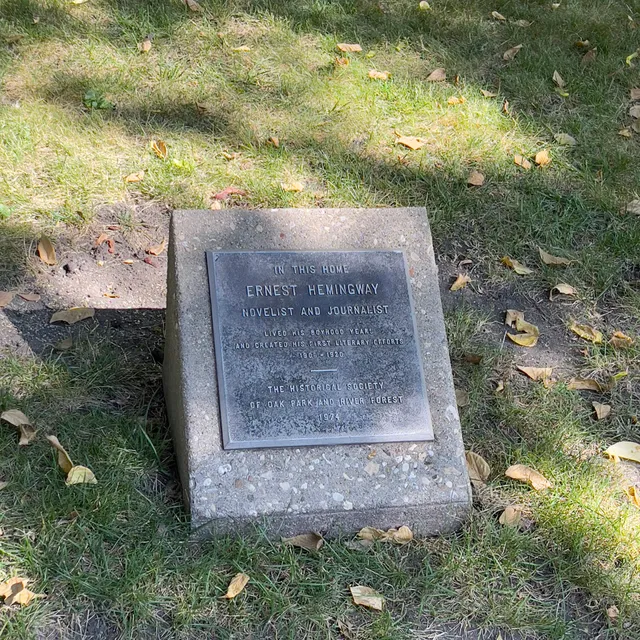 IN THIS HOME
ERNEST HEMINGWAY
NOVELIST AND JOURNALIST
LIVED HIS BOYHOOD YEARS
AND CREATED HIS FIRST LITERARY EFFORTS
1906 - 1920
THE HISTORICAL SOCIETY
OF OAK PARK AND RIVER FOREST
1974